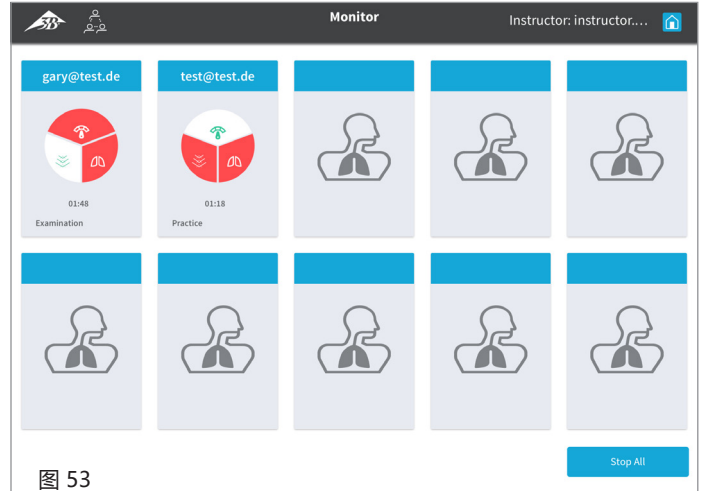 3B
Monitor
Instructor: instructor....
gary@test.de
test@test.de
01:48
01:18
Examination
Practice
Stop All
图 53